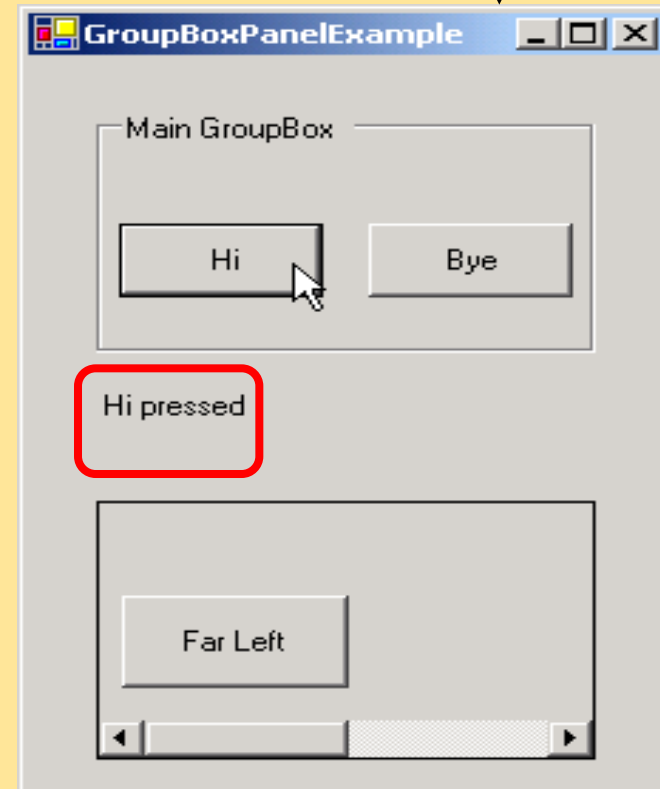 GroupBoxPanelExample
Main GroupBox
Hi Bye
Hi pressed
Far Left